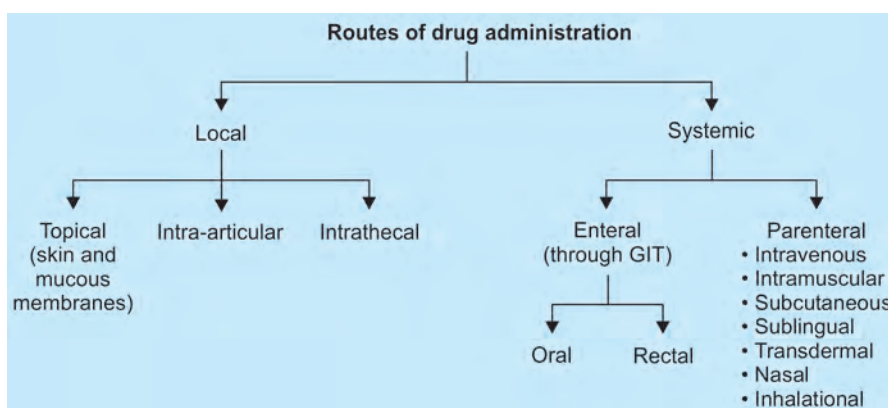 Routes of drug administration
Local
Systemic
Topical
(skin and
mucous
membranes)
Intra-articular
Intrathecal
Enteral
(through GIT)
Oral
Rectal
Parenteral
• Intravenous
• Intramuscular
• Subcutaneous
• Sublingual
• Transdermal
• Nasal
• Inhalational